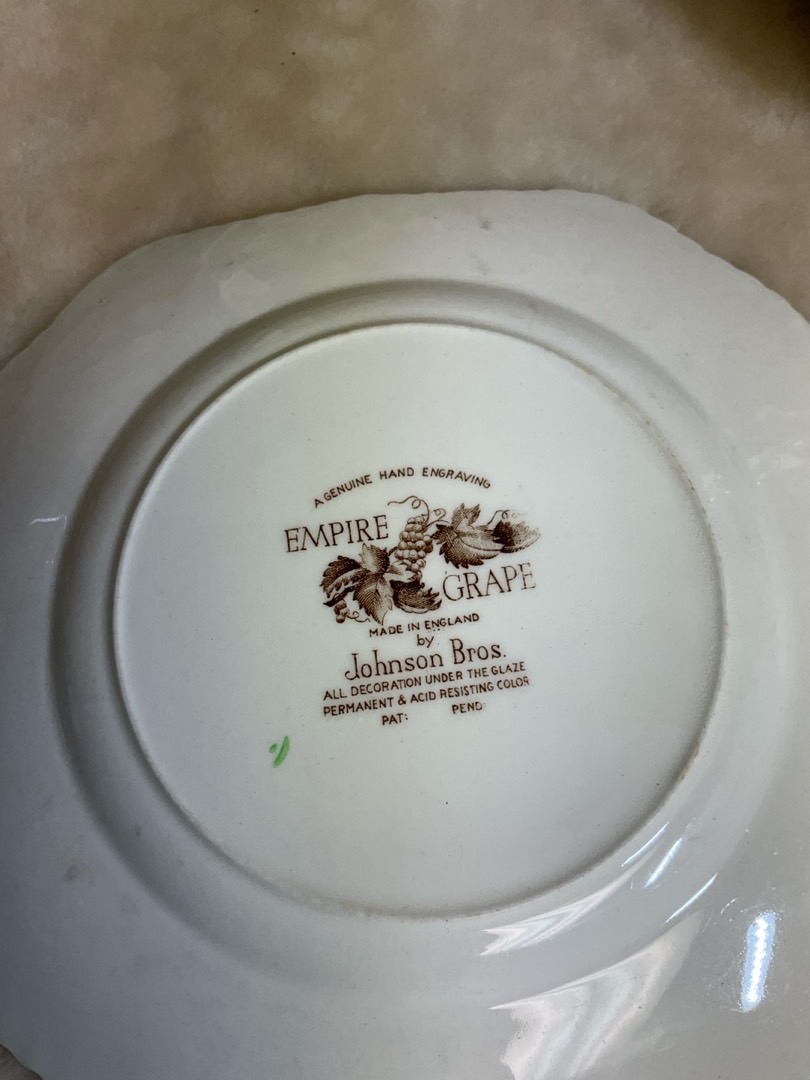 A GENUINE HAND ENGRAVING
EMPIRE
GRAPE
MADE IN ENGLAND
by
Johnson Bros.
ALL DECORATION UNDER THE GLAZE
PERMANENT & ACID RESISTING COLOR
PAT: PEND: